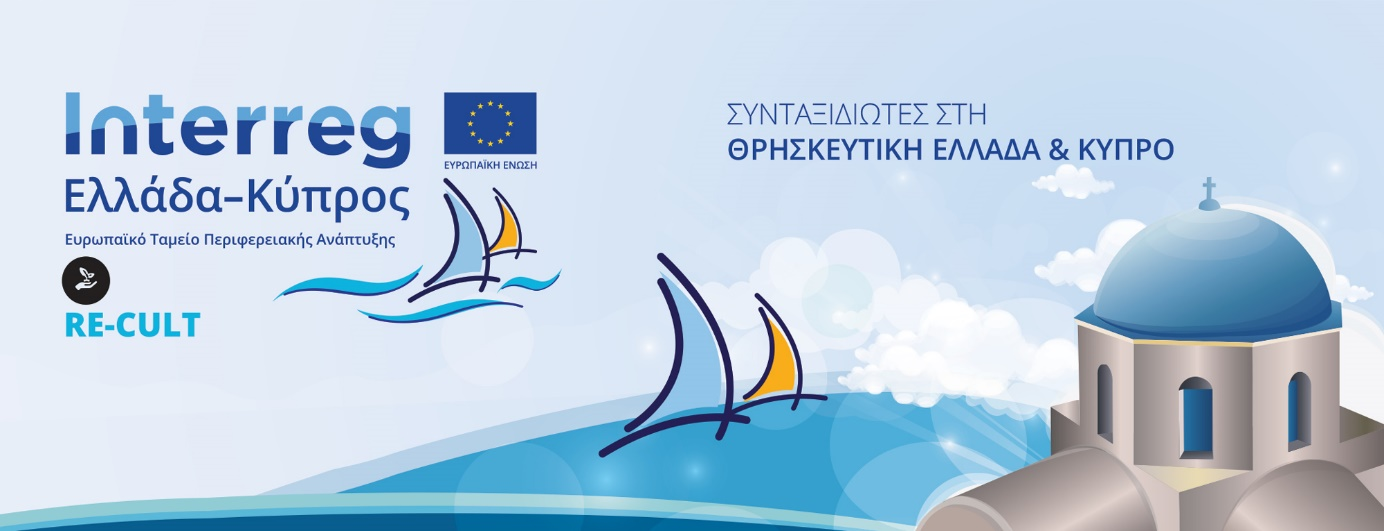 Interreg
ΕΥΡΩΠΑΪΚΗ ΕΝΩΣΗ
Ελλάδα-Κύπρος
Ευρωπαϊκό Ταμείο Περιφερειακής Ανάπτυξης
RE-CULT
ΣΥΝΤΑΞΙΔΙΩΤΕΣ ΣΤΗ
ΘΡΗΣΚΕΥΤΙΚΗ ΕΛΛΑΔΑ & ΚΥΠΡΟ